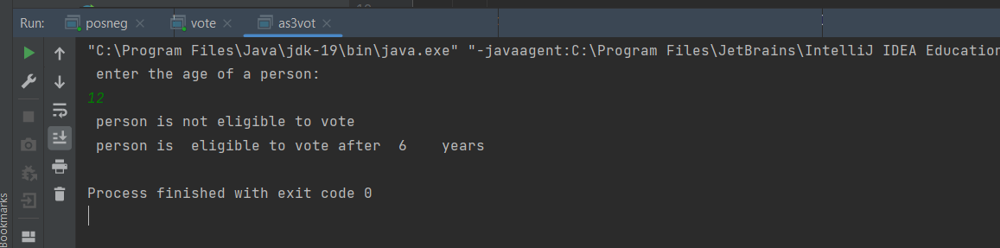 Run: posneg vote as3vot
"C:\Program Files\Java\jdk-19\bin\java.exe" "-javaagent:C:\Program Files\JetBrains\IntelliJ IDEA Education
enter the age of a person:
12
person is not eligible to vote
person is  eligible to vote after  6    years
Process finished with exit code 0
Bookmarks